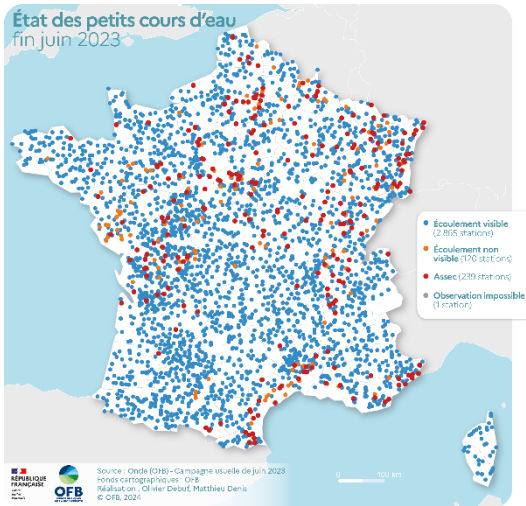 État des petits cours d'eau
fin juin 2023
Écoulement visible
(2 865 stations)
Écoulement non
visible (120 stations)
Assec (239 stations)
Observation impossible
(1 station)
0 100 km
RÉPUBLIQUE
FRANÇAISE
OFB
Source : Onde (OFB) - Campagne usuelle de juin 2023
Fonds cartographiques : OFB
Réalisation : Olivier Debuf, Matthieu Denis
© OFB, 2024